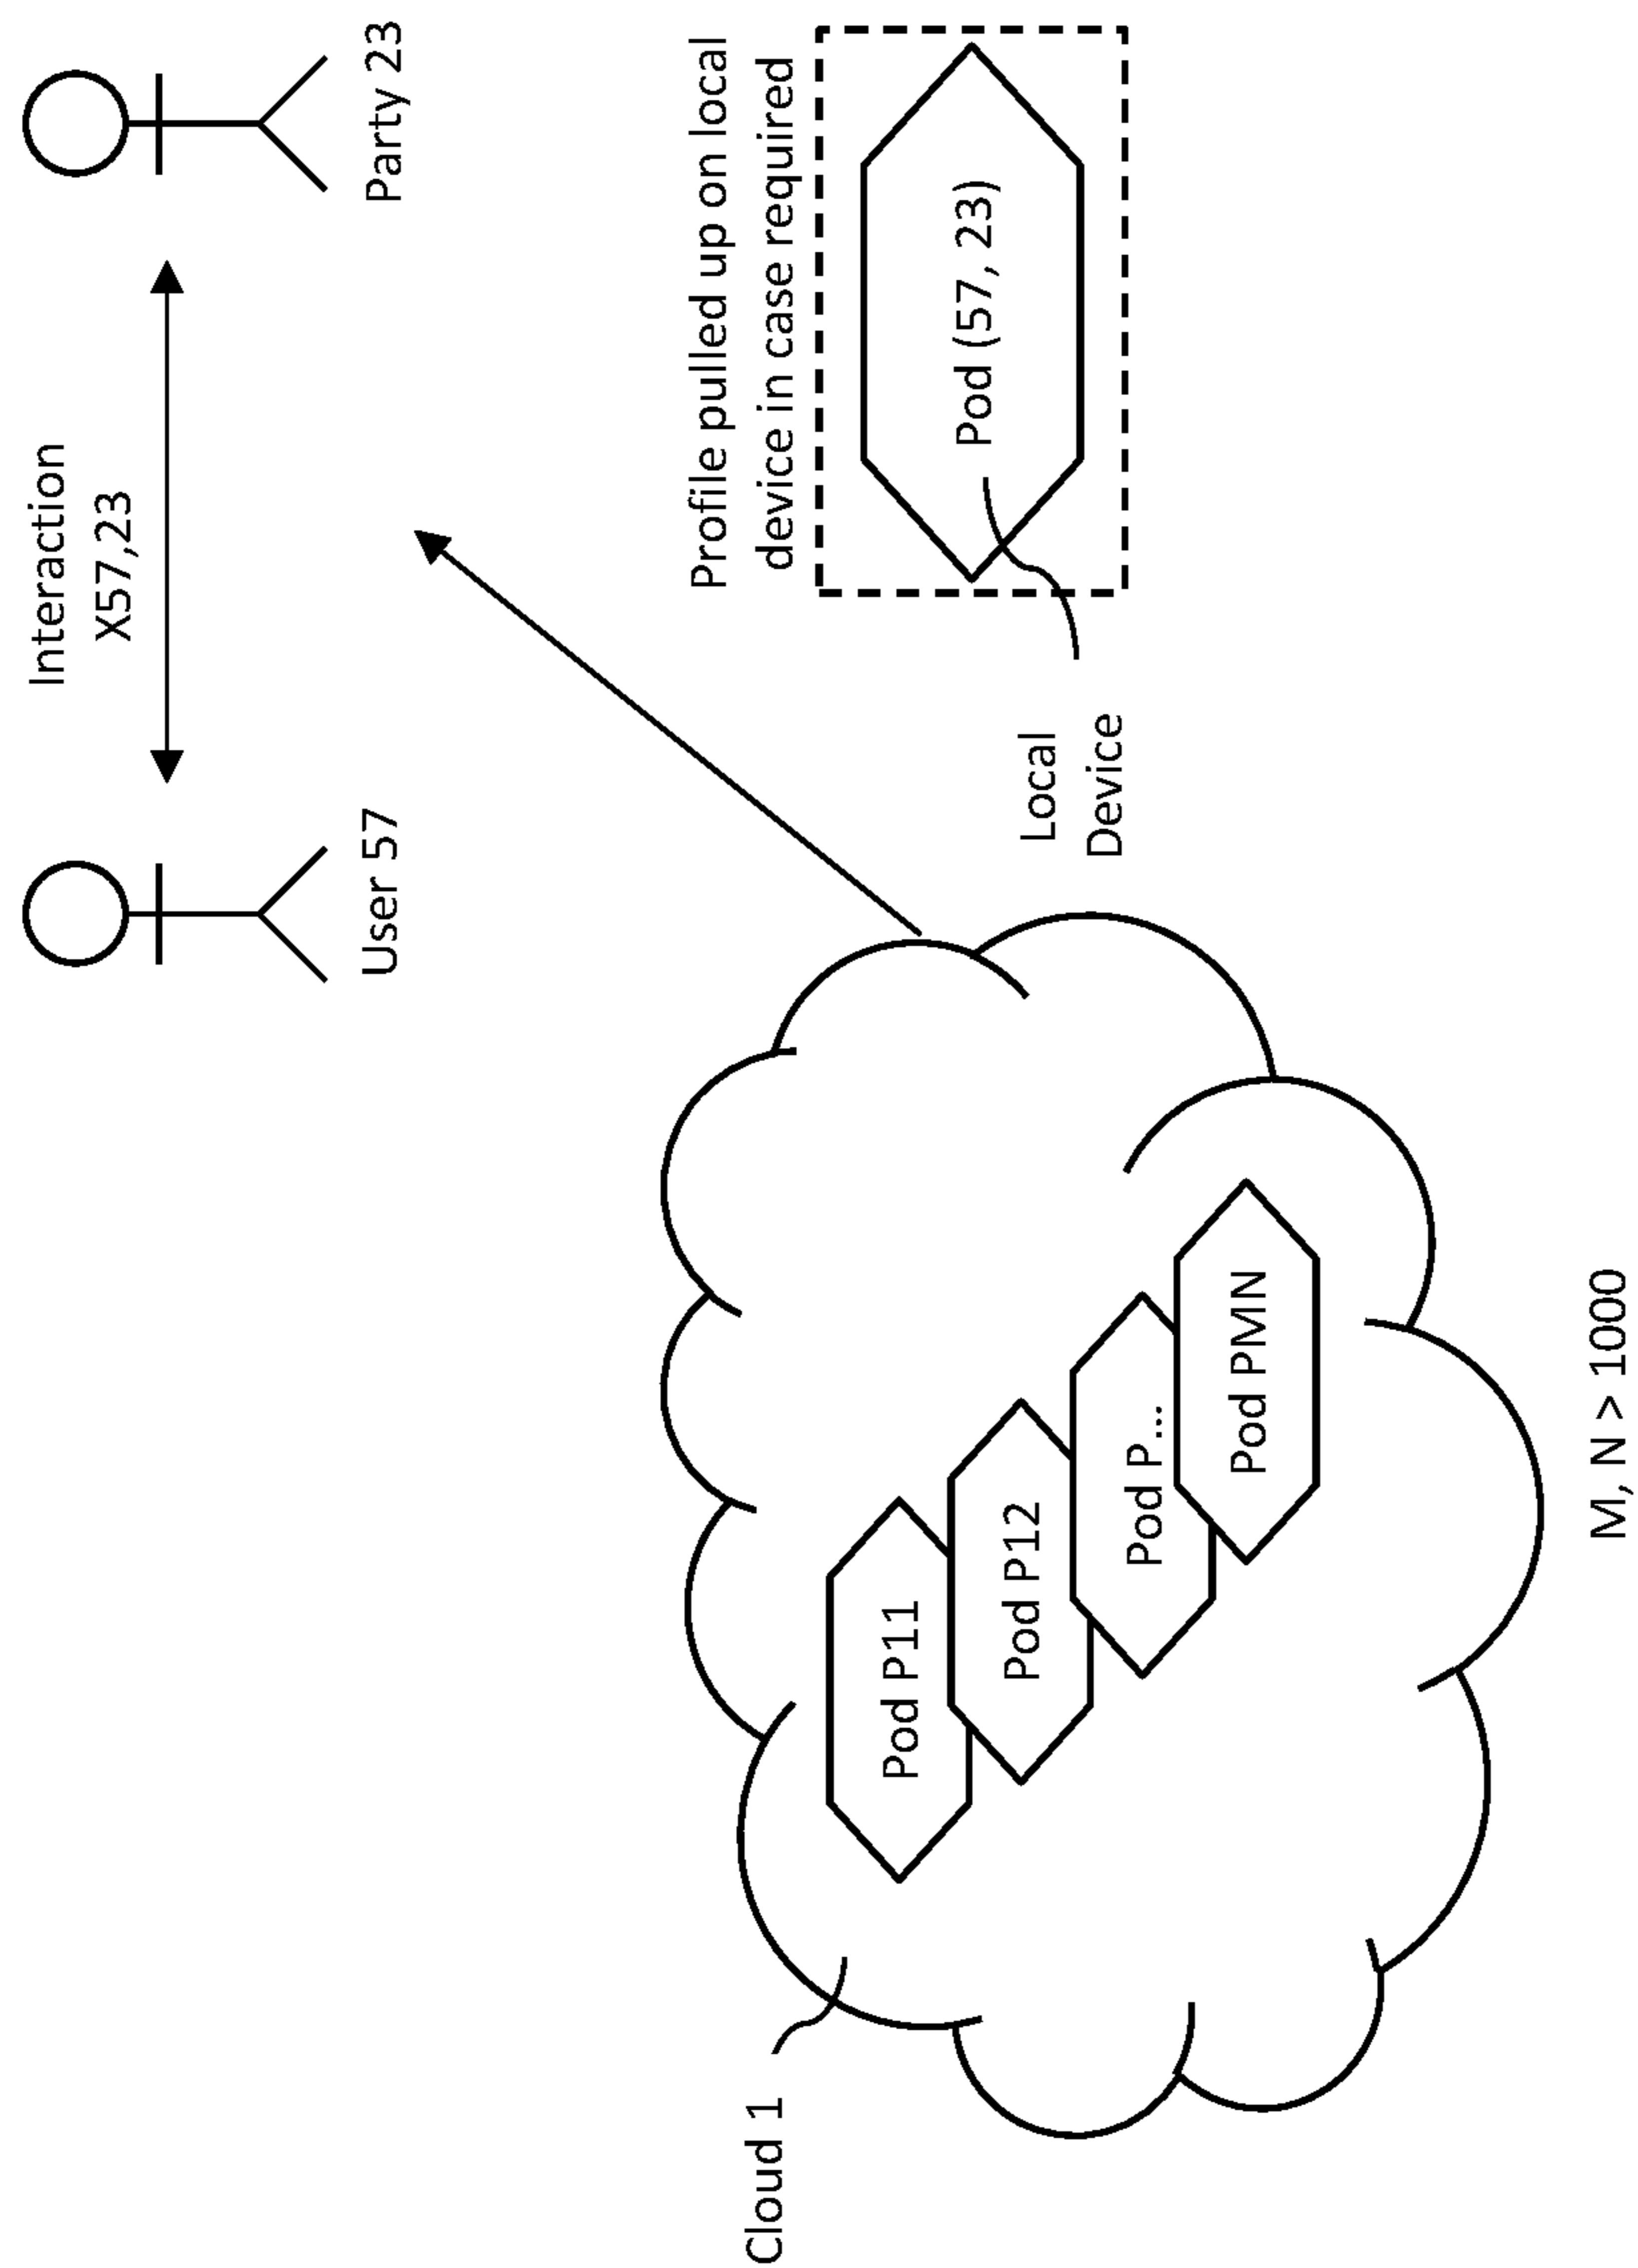 Interaction
X57,23
User 57
Party 23
Profile pulled up on local
device in case required
Pod (57, 23)
Local
Device
Cloud 1
Pod P11
Pod P12
Pod P...
Pod PMN
M, N > 1000